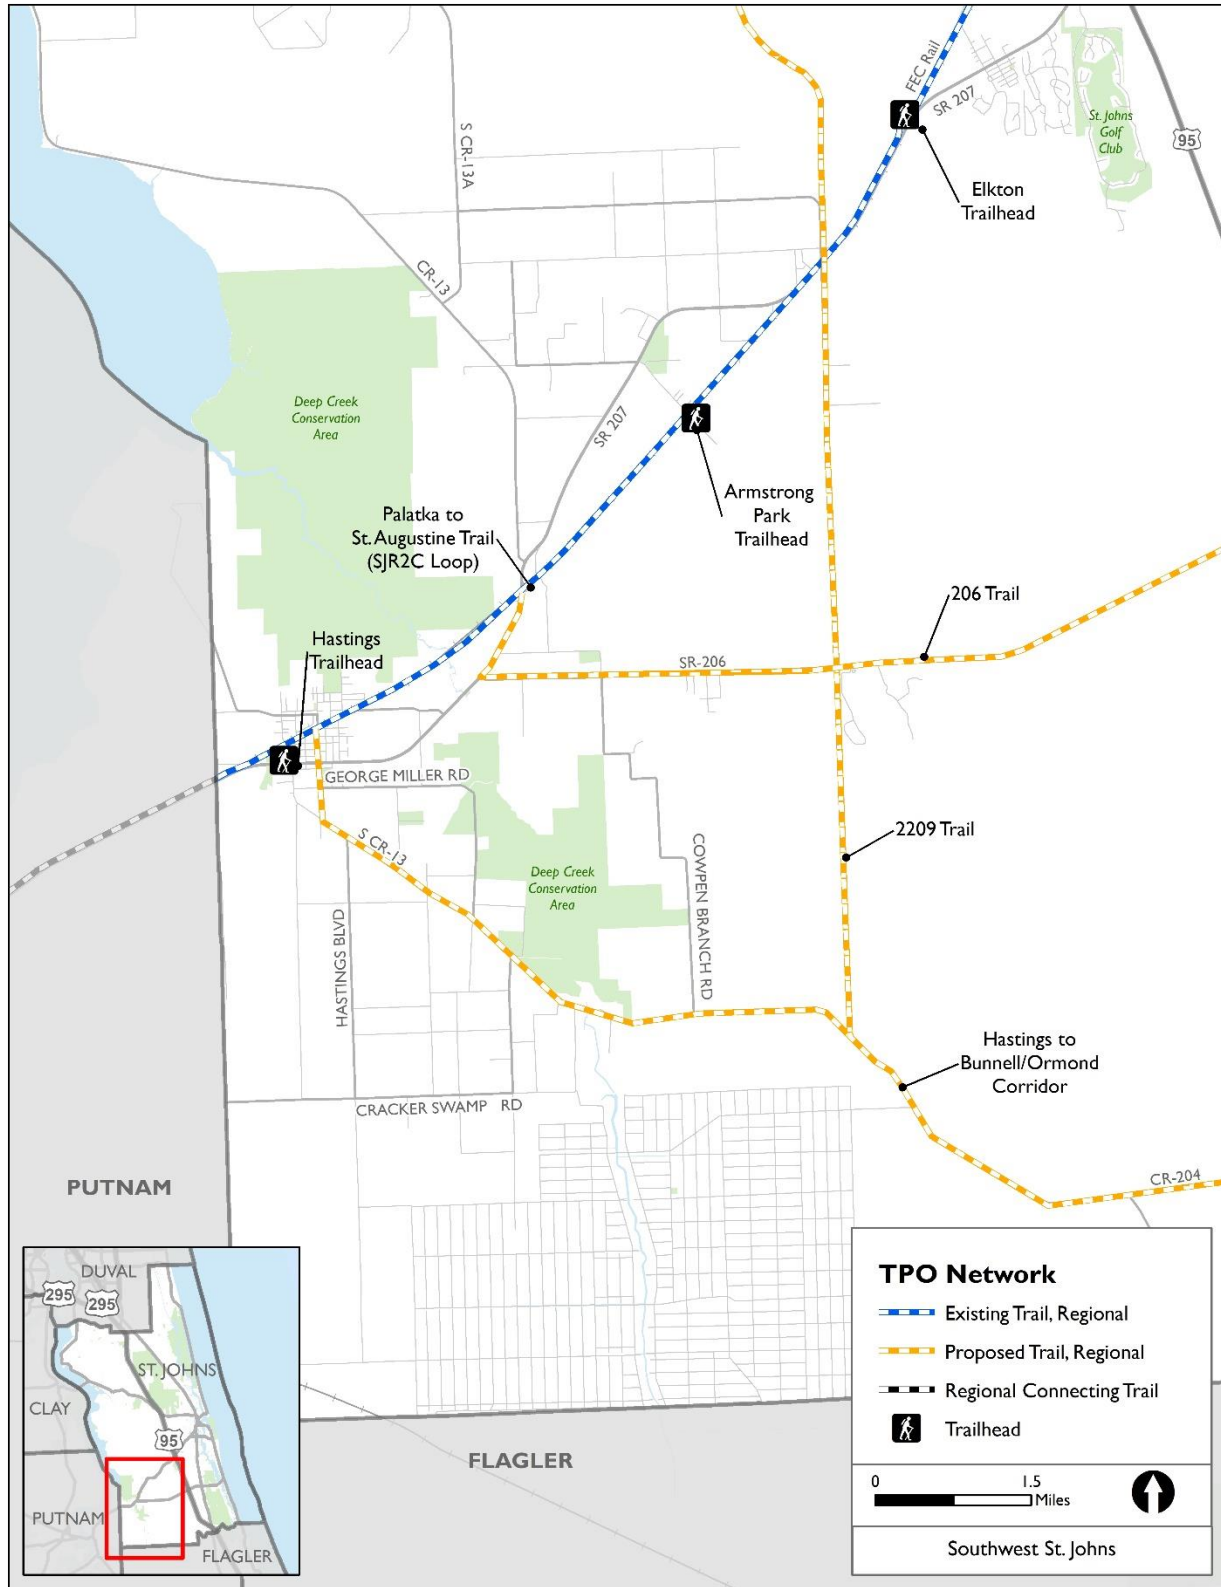 FEC Rail
SR 207
St. Johns
Golf
Club
95
S CR-13A
Elkton
Trailhead
CR-13
Deep Creek
Conservation
Area
SR 207
Armstrong
Park
Trailhead
Palatka to
St. Augustine Trail
(SJR2C Loop)
206 Trail
Hastings
Trailhead
SR-206
GEORGE MILLER RD
S CR-13
2209 Trail
Deep Creek
Conservation
Area
COWPEN BRANCH RD
HASTINGS BLVD
Hastings to
Bunnell/Ormond
Corridor
CRACKER SWAMP RD
PUTNAM
CR-204
FLAGLER
DUVAL
295
295
ST. JOHNS
CLAY
95
PUTNAM
FLAGLER
TPO Network
Existing Trail, Regional
Proposed Trail, Regional
Regional Connecting Trail
Trailhead
0 1.5
Miles
Southwest St. Johns